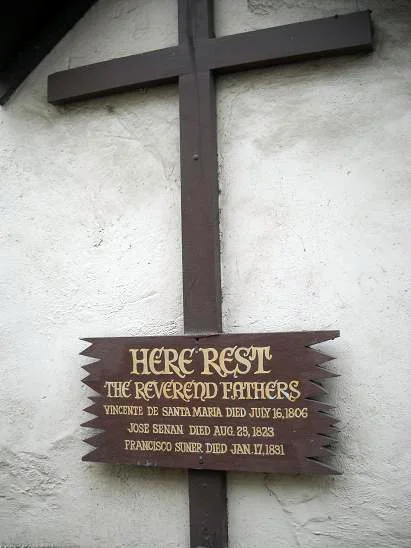 HERE REST
THE REVEREND FATHERS
VINCENTE DE SANTA MARIA DIED JULY 16, 1806
JOSE SENAN DIED AUG. 25, 1823
FRANCISCO SUNER DIED JAN. 17, 1831